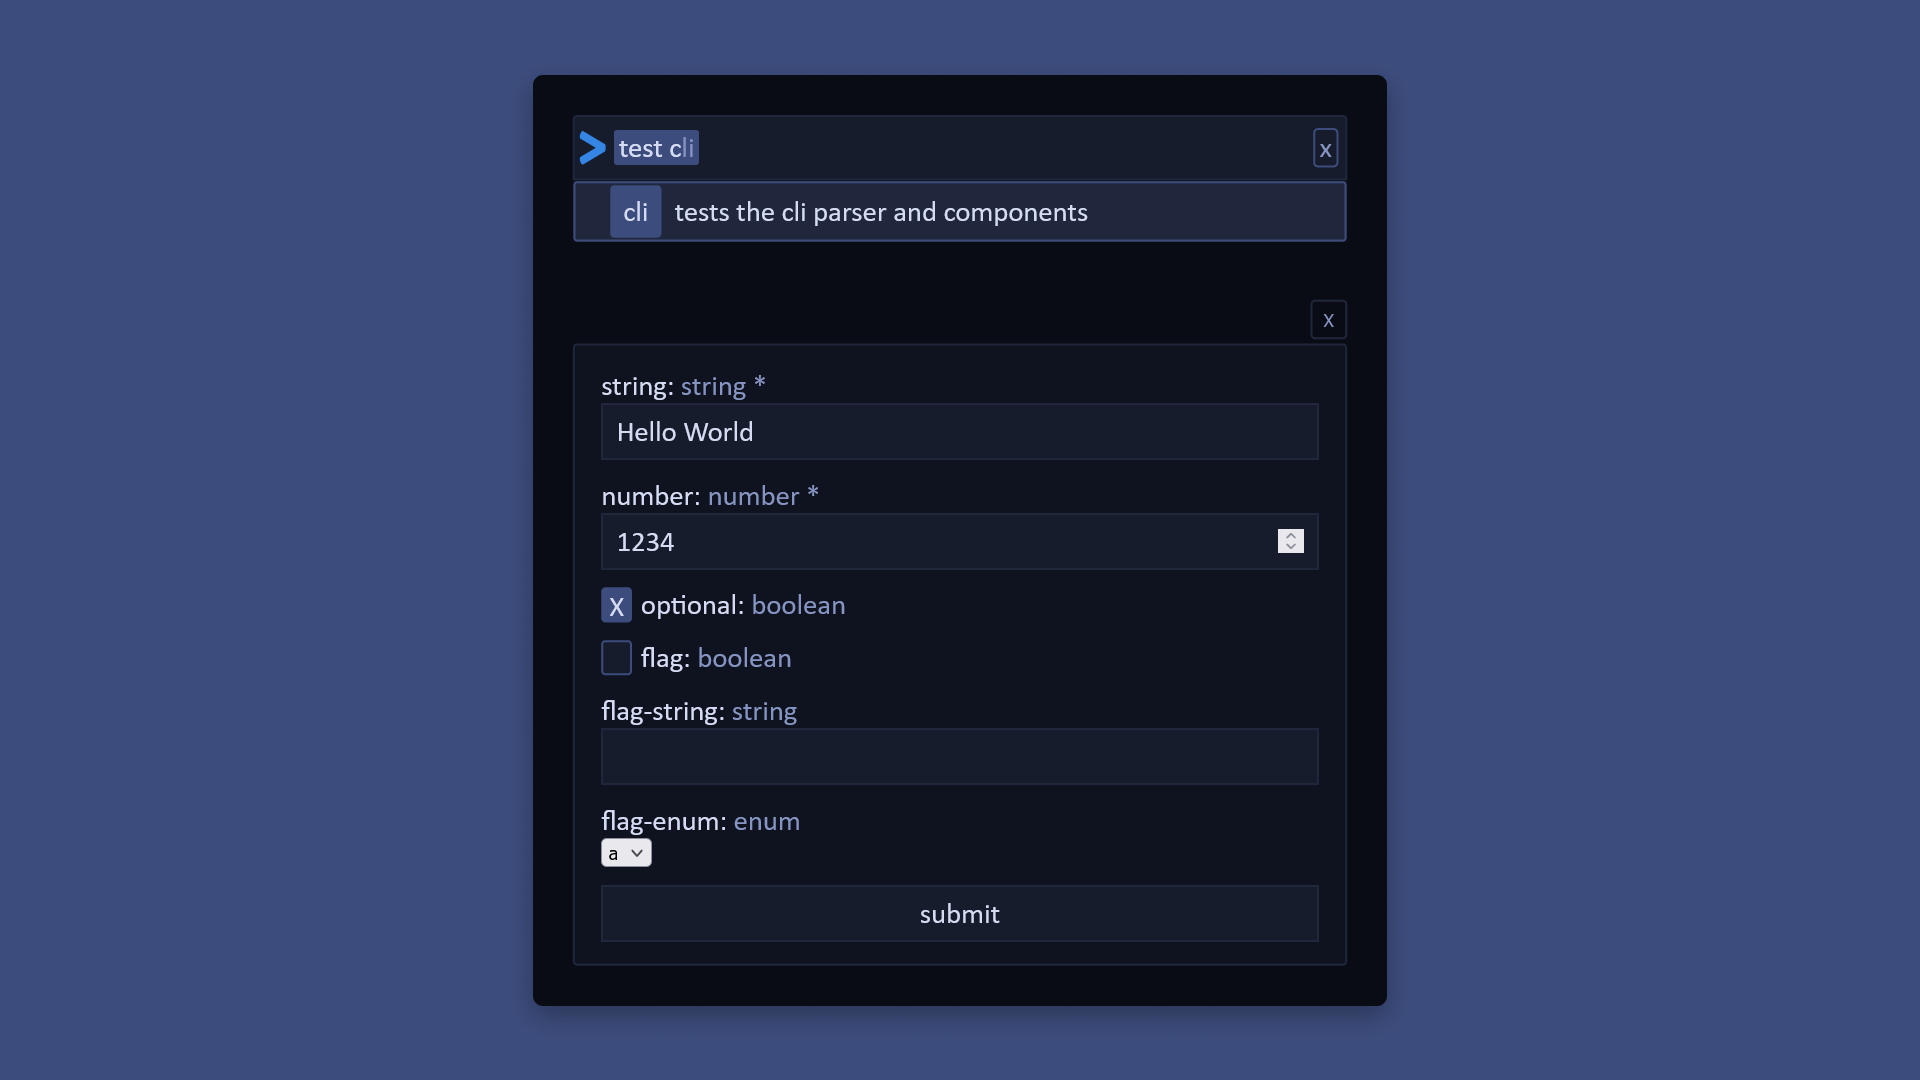 > test cli x
cli tests the cli parser and components
x
string: string *
Hello World
number: number *
1234
X optional: boolean
flag: boolean
flag-string: string
flag-enum: enum
a
submit